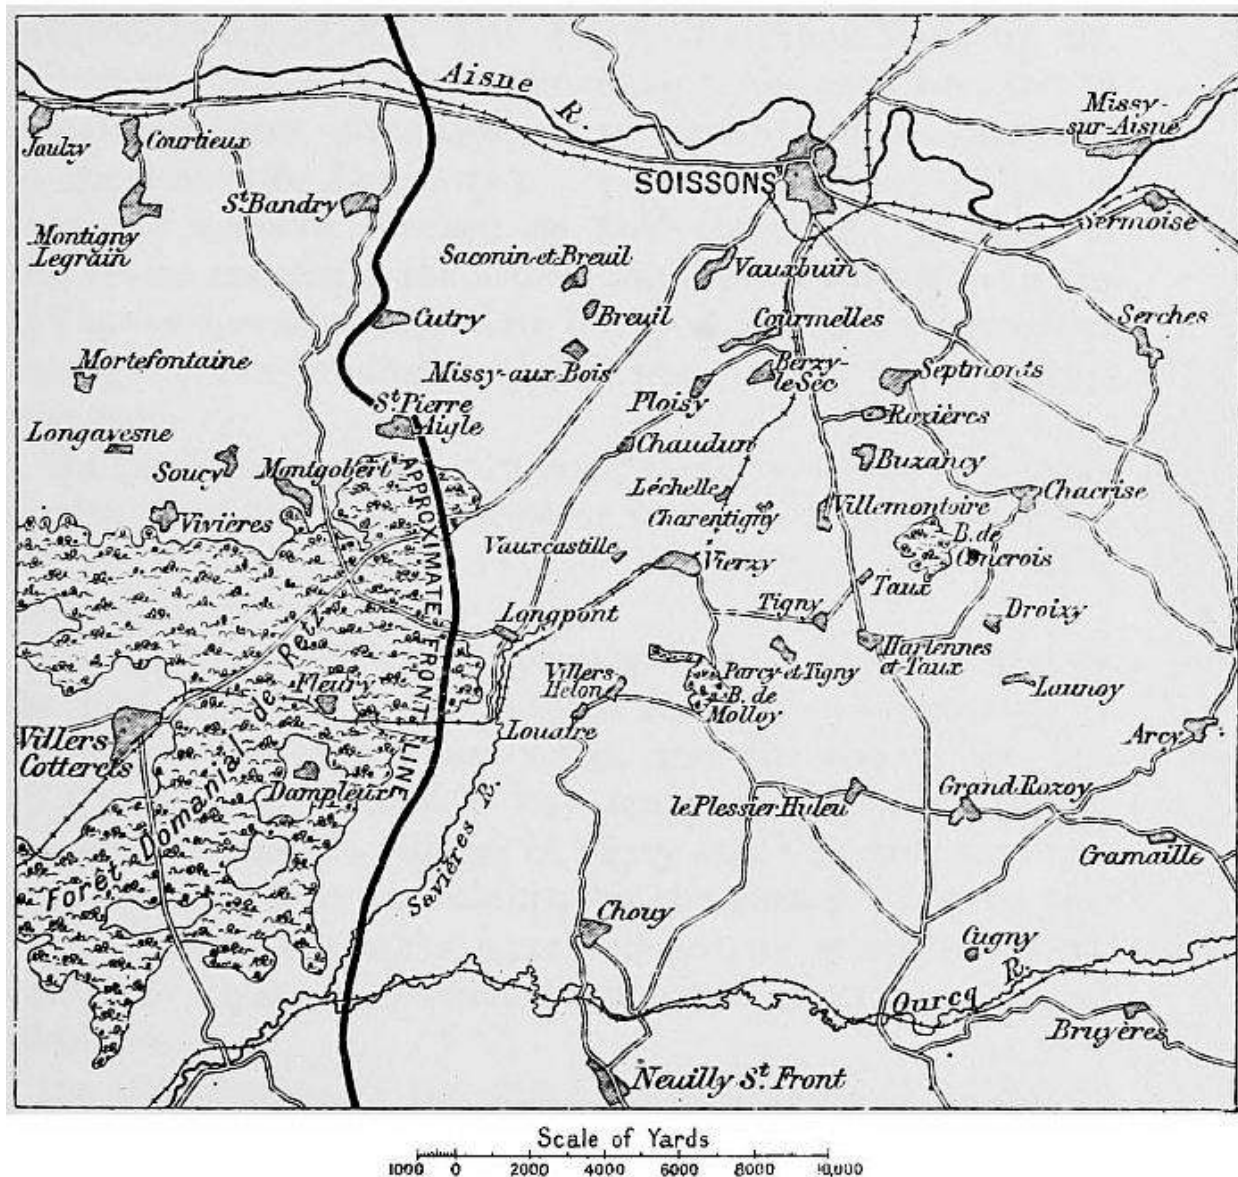 Aisne
R.
Missy-
sur-Aisne
Jaulzy
Courtieux
SOISSONS
St. Bandry
Sermoise
Montigny
Legrain
Saconin-et-Breuil
Vauxbuin
Breuil
Courmelles
Serches
Cutry
Mortefontaine
Missy-aux-Bois
Berzy-
le-Sec
Septmonts
St. Pierre
Aigle
Ploisy
Rozières
Longavesne
Chaudun
Buzancy
Soucy
Montgobert
Léchelle
Chacrise
Vivières
Charentigny
Villemontoire
APPROXIMATE FRONT LINE
Vauxcastille
Vierzy
B. de
Concrois
Taux
Longpont
Tigny
Droizy
Hartennes
et Taux
Fleury
Villers
Helon
Parcy-et-Tigny
Launoy
B. de
Molloy
Villers
Cotterets
Louatre
Arcy
Dampleux
le Plessier Huleu
Grand Rozoy
Forêt Domanial de Retz
Cramaille
Savières R.
Chouy
Cugny
Ourcq
R.
Bruyères
Neuilly St. Front
Scale of Yards
1000 0 2000 4000 6000 8000 10,000